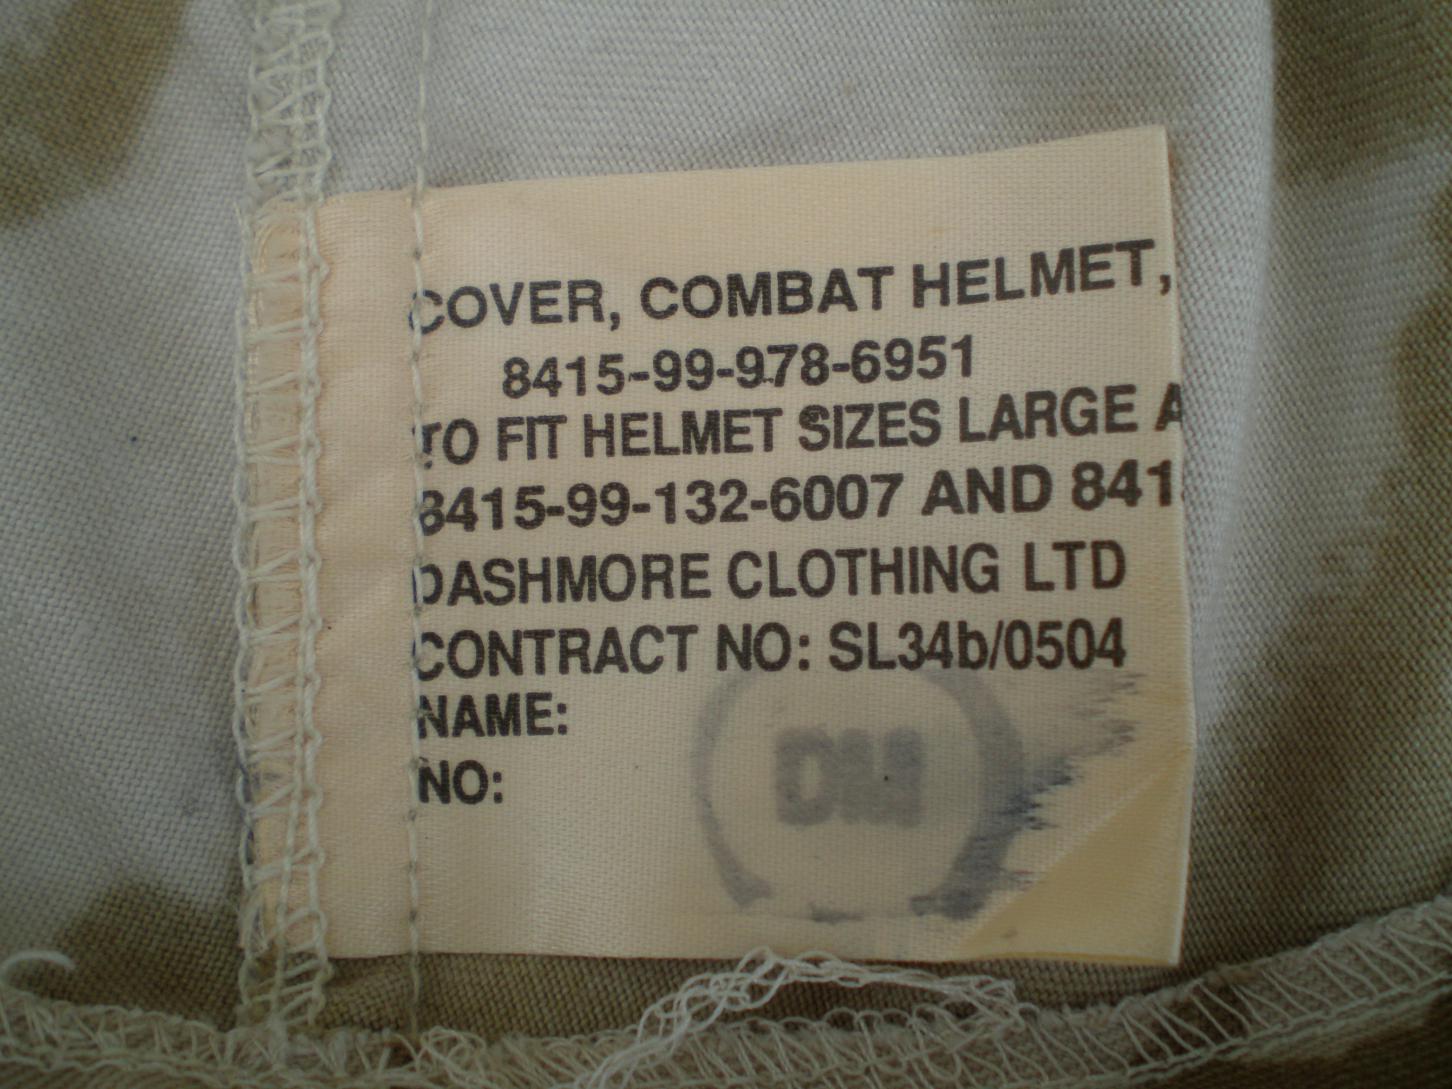 COVER, COMBAT HELMET,
8415-99-978-6951
TO FIT HELMET SIZES LARGE A
8415-99-132-6007 AND 841
DASHMORE CLOTHING LTD
CONTRACT NO: SL34b/0504
NAME:
NO:
DM